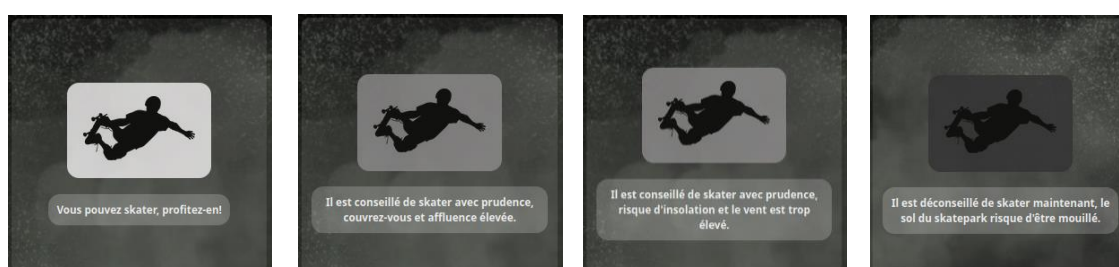 Vous pouvez skater, profitez-en!
Il est conseillé de skater avec prudence,
couvrez-vous et affluence élevée.
Il est conseillé de skater avec prudence,
risque d'insolation et le vent est trop
élevé.
Il est déconseillé de skater maintenant, le
sol du skatepark risque d'être mouillé.